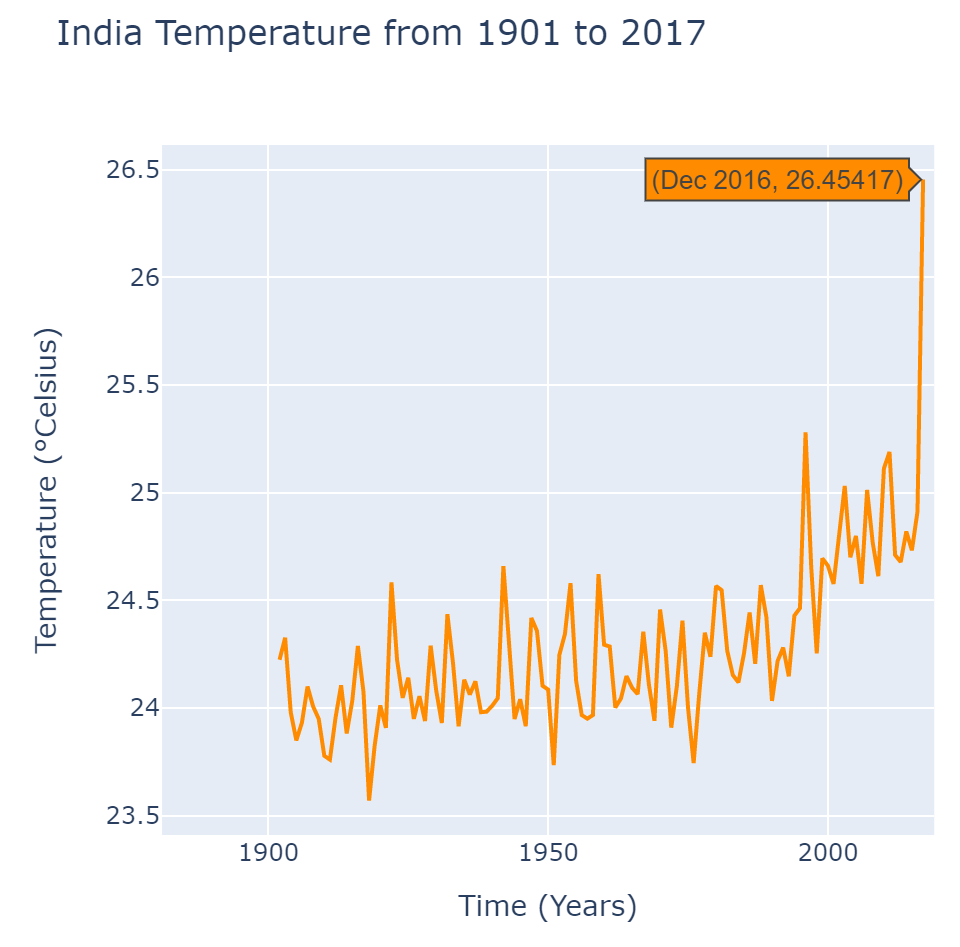 India Temperature from 1901 to 2017
26.5
(Dec 2016, 26.45417)
26
25.5
25
24.5
24
23.5
Temperature (°Celsius)
1900 1950 2000
Time (Years)